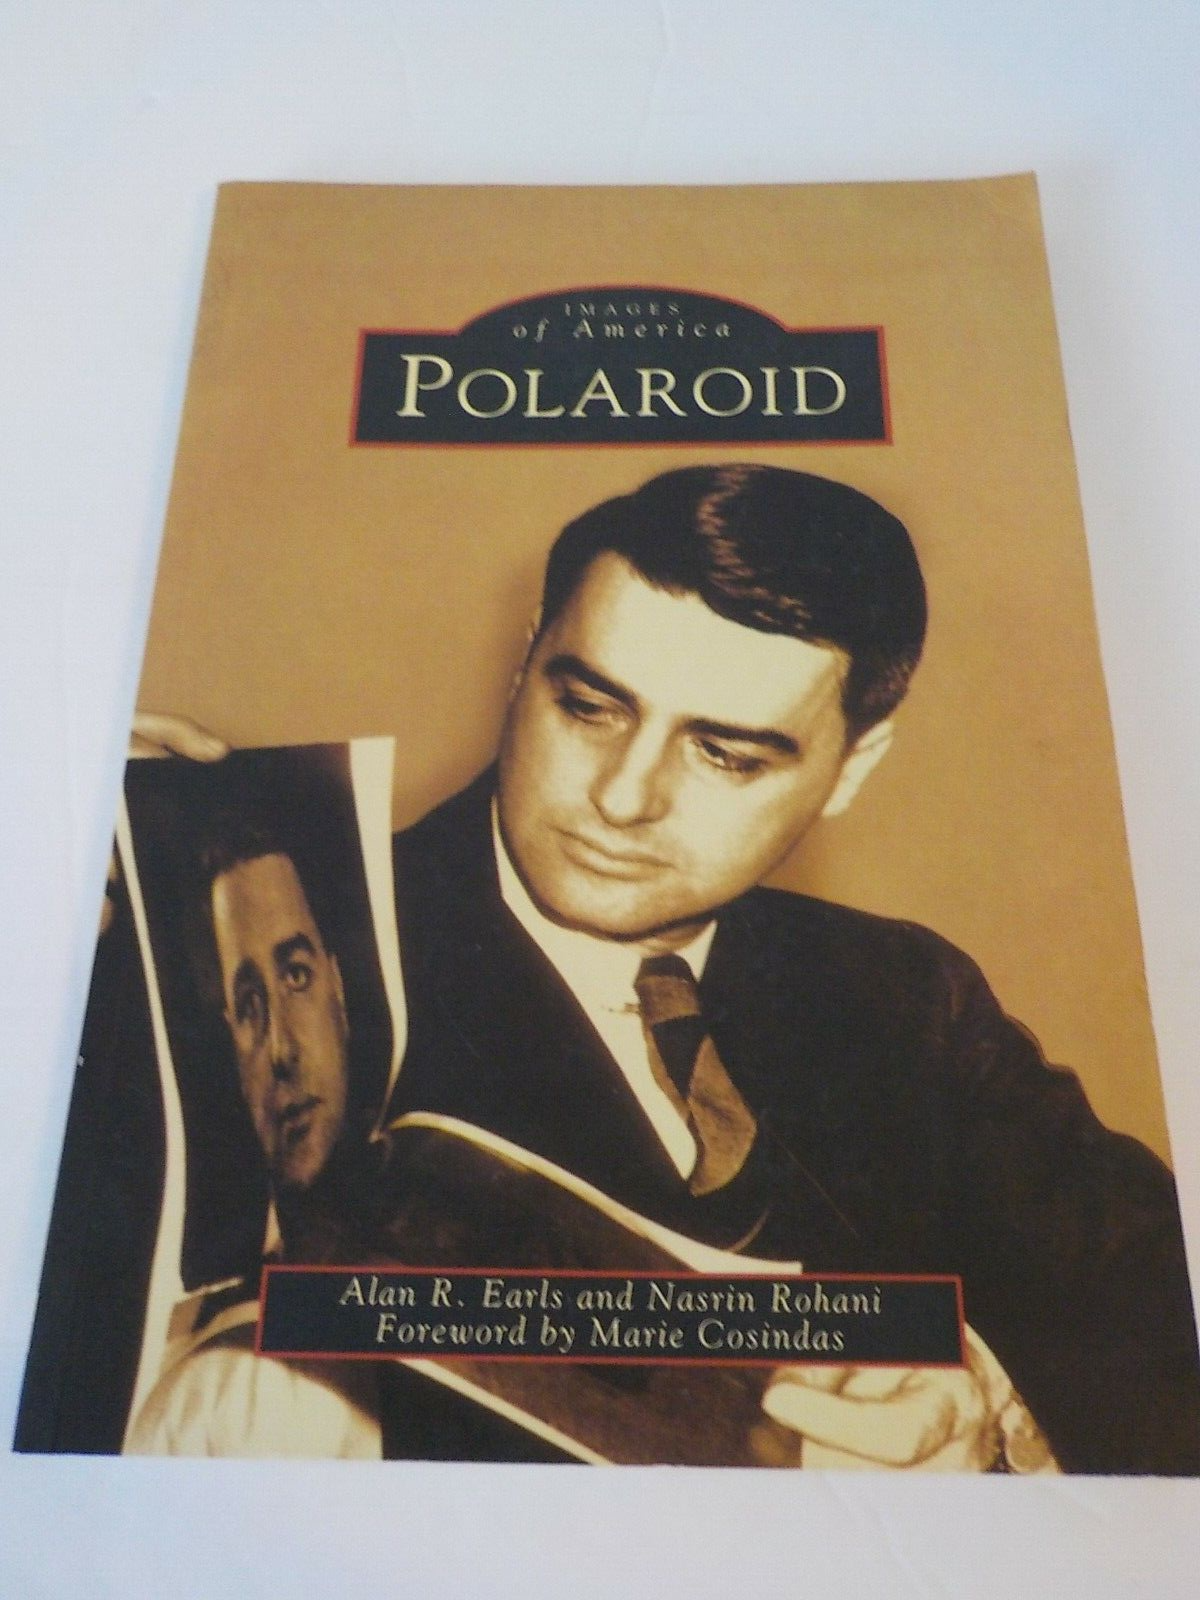 IMAGES
of America
POLAROID
Alan R. Earls and Nasrin Rohani
Foreword by Marie Cosindas